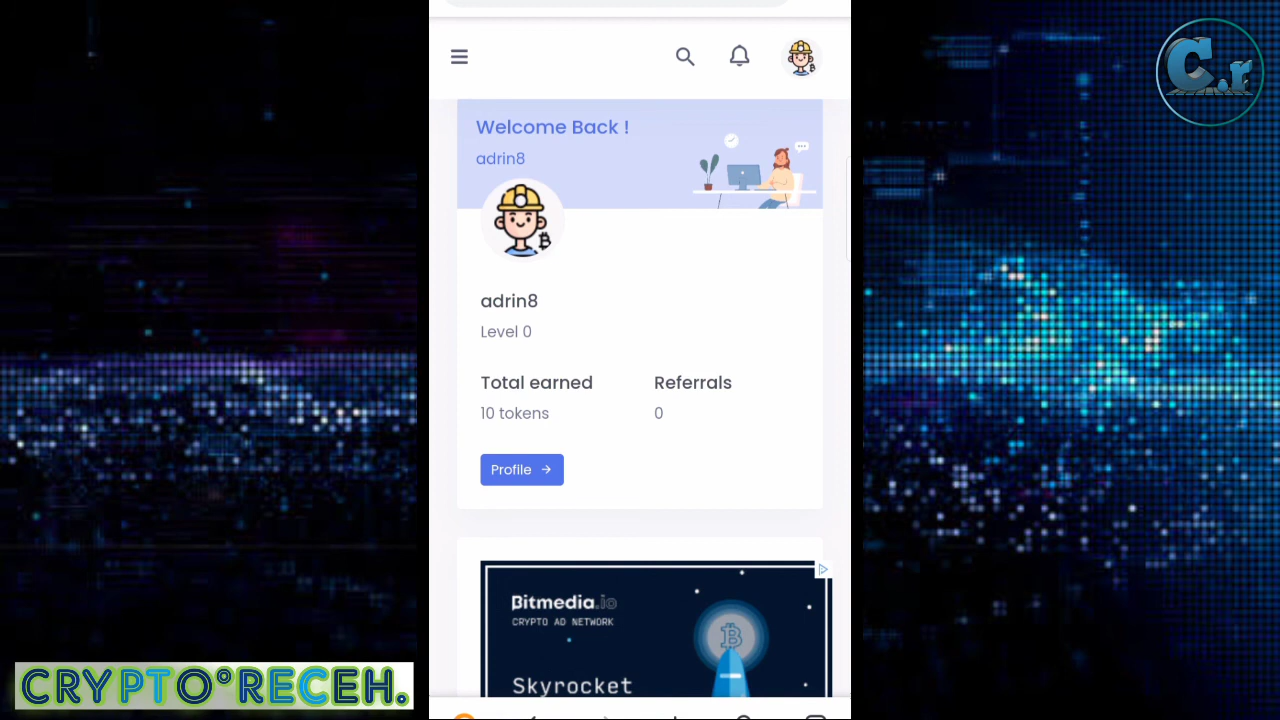 C.r
Welcome Back !
adrin8
adrin8
Level 0
Total earned
Referrals
10 tokens
0
Profile →
Bitmedia.io
CRYPTO AD NETWORK
Skyrocket
CRYPTO°RECEH.